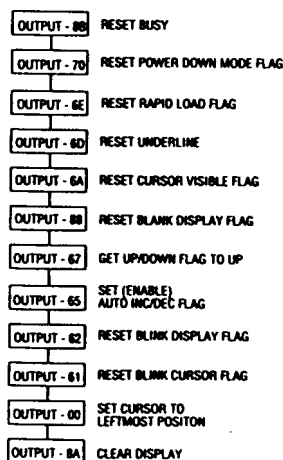 OUTPUT - 8B RESET BUSY
OUTPUT - 70 RESET POWER DOWN MODE FLAG
OUTPUT - 6E RESET RAPID LOAD FLAG
OUTPUT - 6D RESET UNDERLINE
OUTPUT - 6A RESET CURSOR VISIBLE FLAG
OUTPUT - 88 RESET BLANK DISPLAY FLAG
OUTPUT - 67 GET UP/DOWN FLAG TO UP
OUTPUT - 65 SET (ENABLE)
AUTO INC/DEC FLAG
OUTPUT - 62 RESET BLINK DISPLAY FLAG
OUTPUT - 61 RESET BLINK CURSOR FLAG
OUTPUT - 00 SET CURSOR TO
LEFTMOST POSITON
OUTPUT - 8A CLEAR DISPLAY